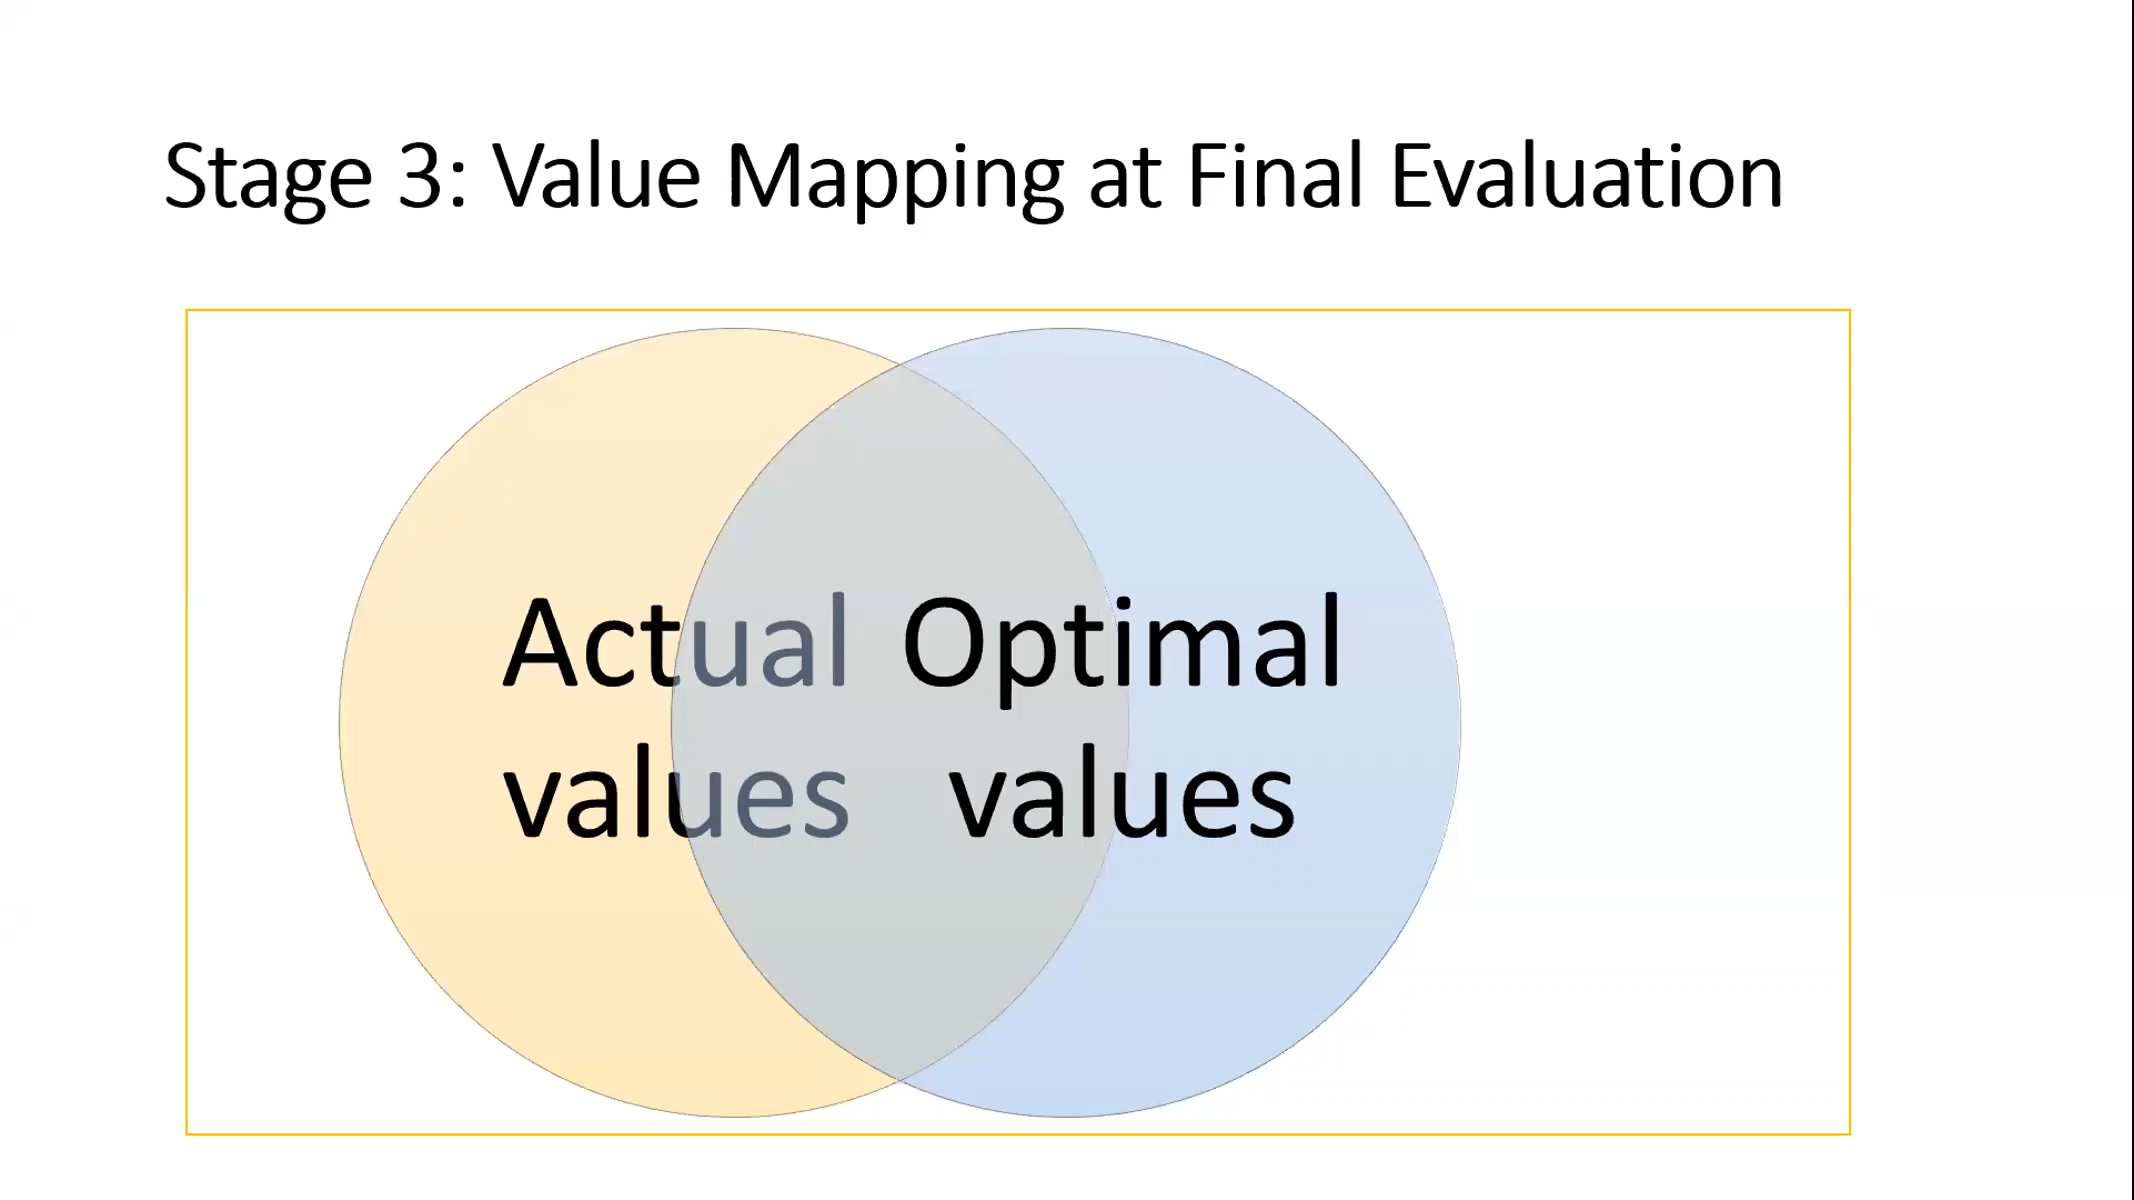 Stage 3: Value Mapping at Final Evaluation
Actual
values
Optimal
values